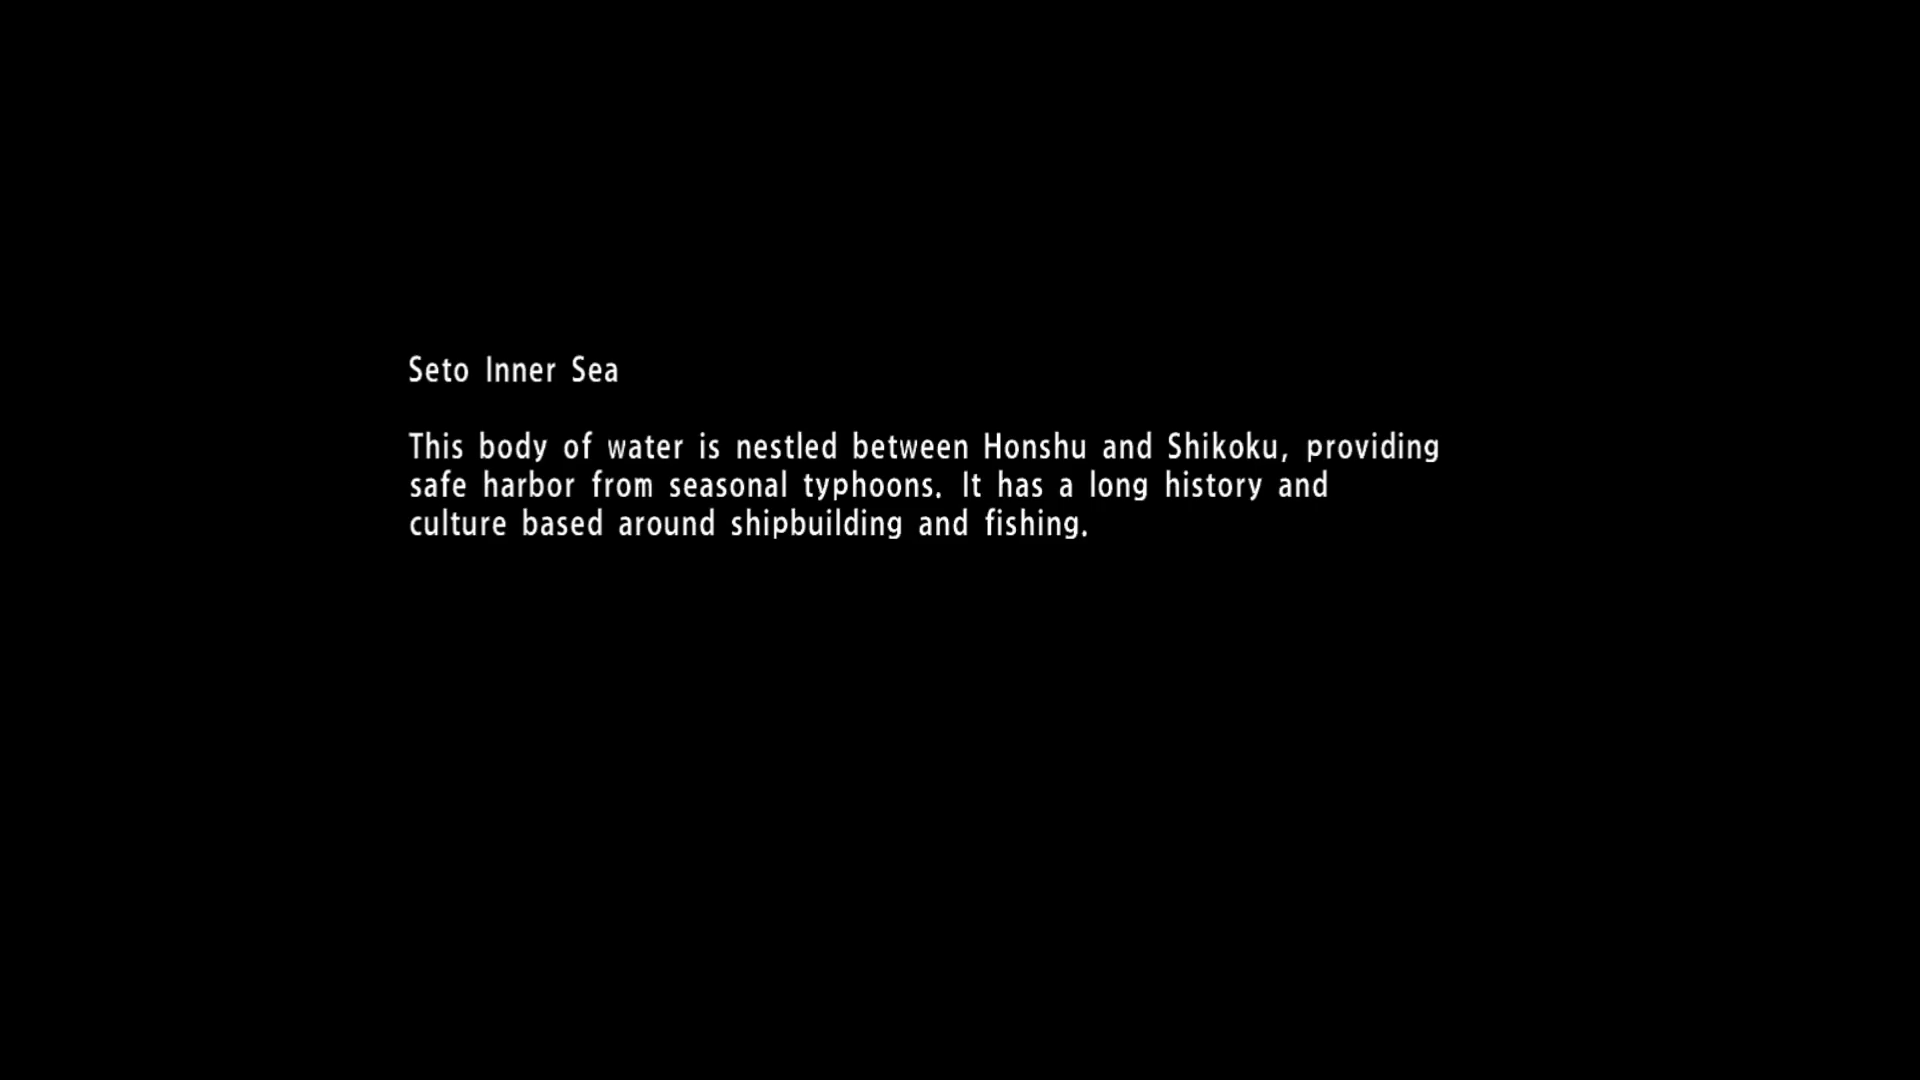 Seto Inner Sea
This body of water is nestled between Honshu and Shikoku, providing
safe harbor from seasonal typhoons. It has a long history and
culture based around shipbuilding and fishing.